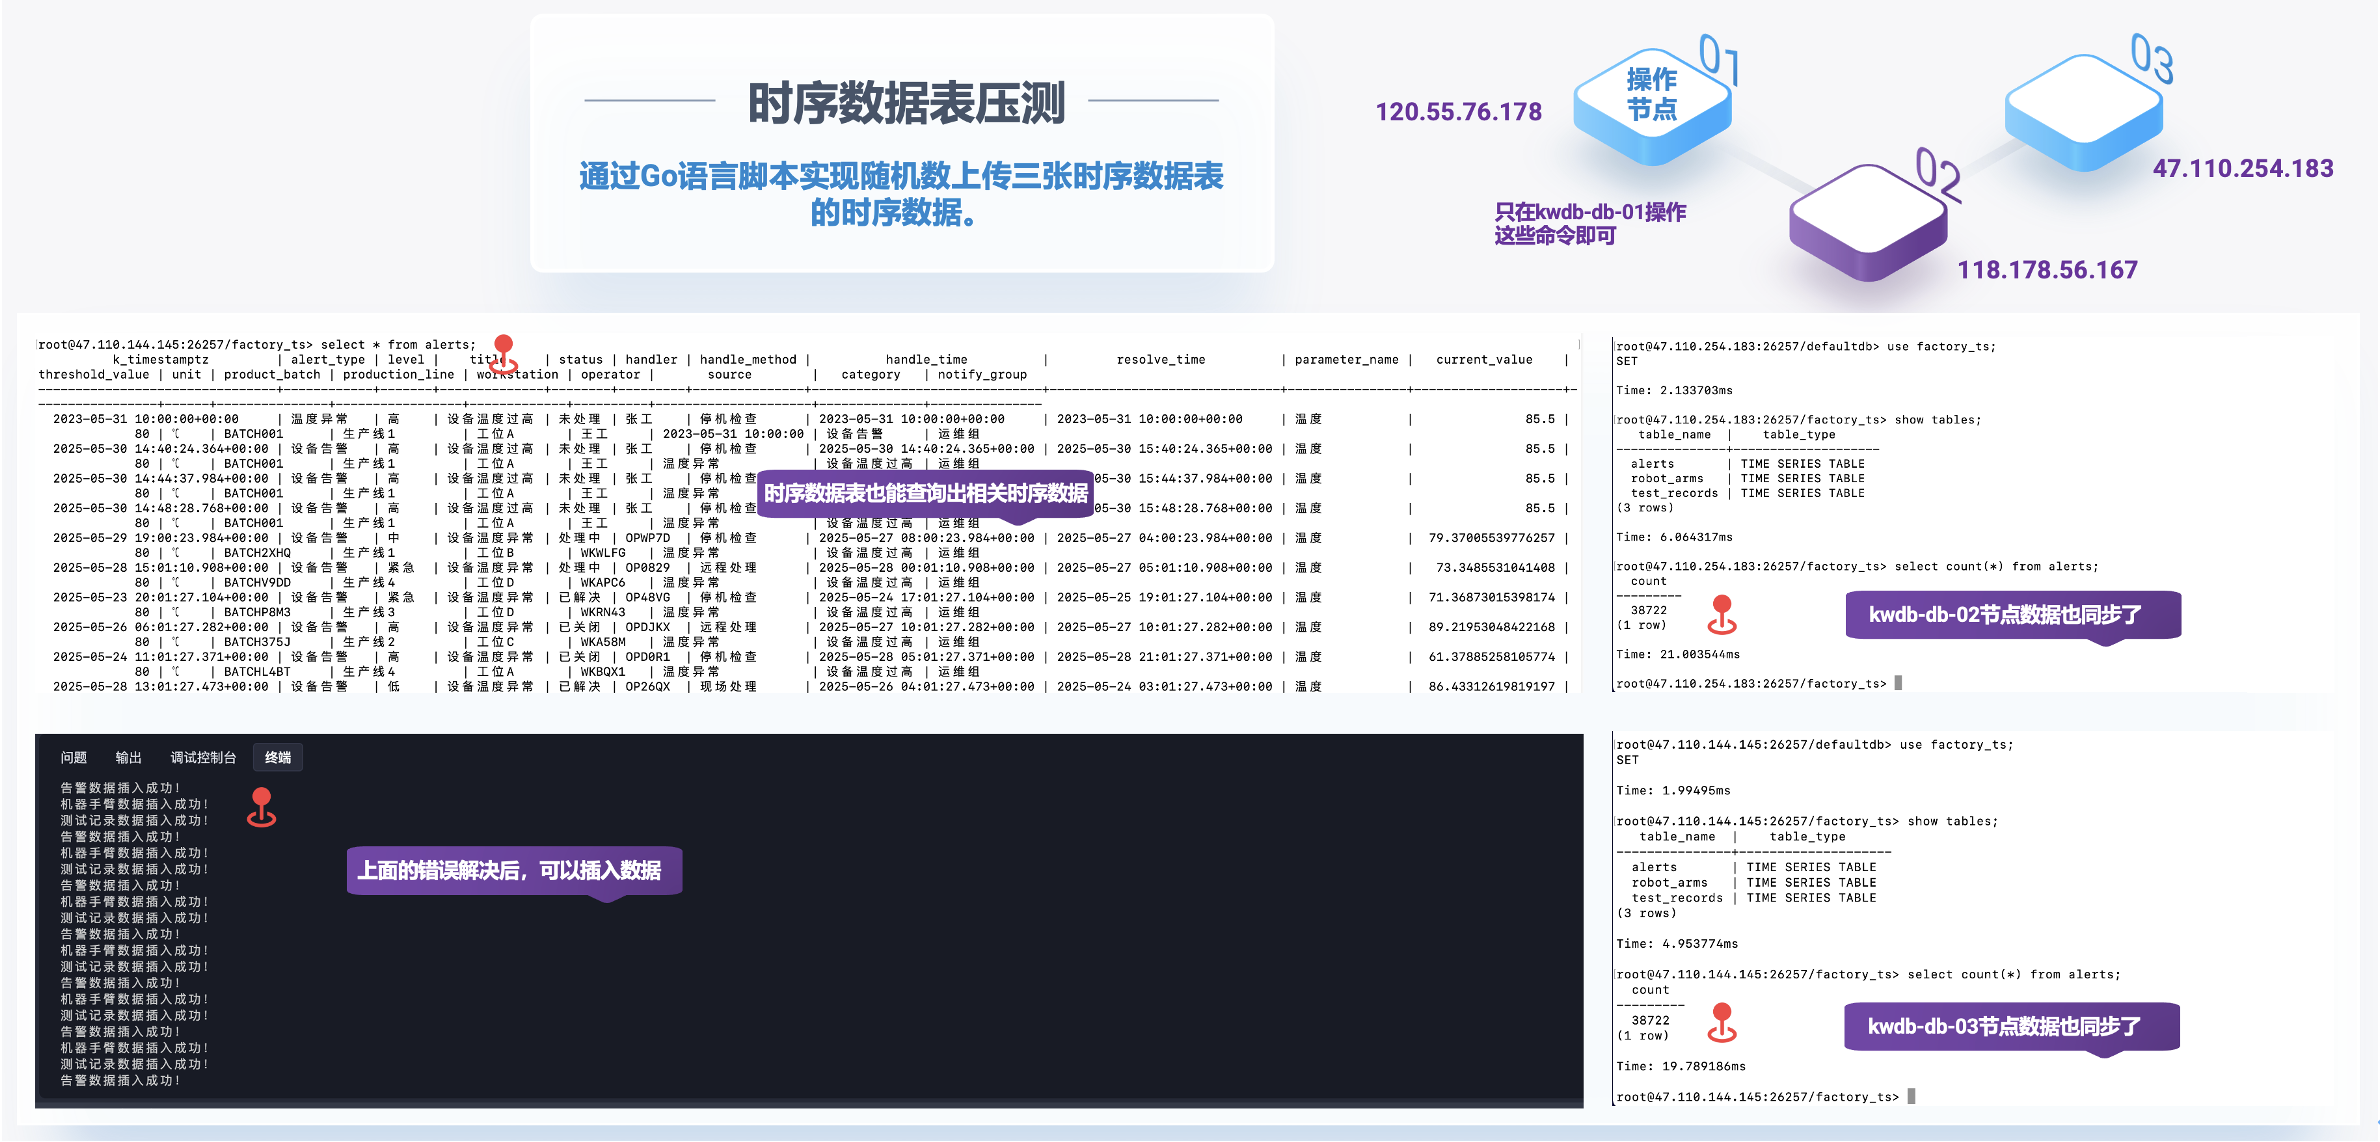 时序数据表压测
通过Go语言脚本实现随机数上传三张时序数据表
的时序数据。
01
操作
节点
120.55.76.178
03
47.110.254.183
02
118.178.56.167
只在kwdb-db-01操作
这些命令即可
root@47.110.144.145:26257/factory_ts> select * from alerts;
k_timestamptz | alert_type | level | title | status | handler | handle_method | handle_time | resolve_time | parameter_name | current_value |
threshold_value | unit | product_batch | production_line | workstation | operator | source | category | notify_group
2023-05-31 10:00:00+00:00 | 温度异常 | 高 | 设备温度过高 | 未处理 | 张工 | 停机检查 | 2023-05-31 10:00:00+00:00 | 2023-05-31 10:00:00+00:00 | 温度 | 85.5 |
80 | ℃ | BATCH001 | 生产线1 | 工位A | 王工 | 2023-05-31 10:00:00 | 设备告警 | 运维组
2025-05-30 14:40:24.364+00:00 | 设备告警 | 高 | 设备温度过高 | 未处理 | 张工 | 停机检查 | 2025-05-30 14:40:24.365+00:00 | 2025-05-30 15:40:24.365+00:00 | 温度 | 85.5 |
80 | ℃ | BATCH001 | 生产线1 | 工位A | 王工 | 温度异常 | 设备温度过高 | 运维组
2025-05-30 14:44:37.984+00:00 | 设备告警 | 高 | 设备温度过高 | 未处理 | 张工 | 停机检查 05-30 15:44:37.984+00:00 | 温度 | 85.5 |
80 | ℃ | BATCH001 | 生产线1 | 工位A | 王工 | 温度异常
时序数据表也能查询出相关时序数据
2025-05-30 14:48:28.768+00:00 | 设备告警 | 高 | 设备温度过高 | 未处理 | 张工 | 停机检查 05-30 15:48:28.768+00:00 | 温度 | 85.5 |
80 | ℃ | BATCH001 | 生产线1 | 工位A | 王工 | 温度异常 | 设备温度过高 | 运维组
2025-05-29 19:00:23.984+00:00 | 设备告警 | 中 | 设备温度异常 | 处理中 | OPWP7D | 停机检查 | 2025-05-27 08:00:23.984+00:00 | 2025-05-27 04:00:23.984+00:00 | 温度 | 79.37005539776257 |
80 | ℃ | BATCH2XHQ | 生产线1 | 工位B | WKWLFG | 温度异常 | 设备温度过高 | 运维组
2025-05-28 15:01:10.908+00:00 | 设备告警 | 紧急 | 设备温度异常 | 处理中 | OP0829 | 远程处理 | 2025-05-28 00:01:10.908+00:00 | 2025-05-27 05:01:10.908+00:00 | 温度 | 73.3485531041408 |
80 | ℃ | BATCHV9DD | 生产线4 | 工位D | WKAPC6 | 温度异常 | 设备温度过高 | 运维组
2025-05-23 20:01:27.104+00:00 | 设备告警 | 紧急 | 设备温度异常 | 已解决 | OP48VG | 停机检查 | 2025-05-24 17:01:27.104+00:00 | 2025-05-25 19:01:27.104+00:00 | 温度 | 71.36873015398174 |
80 | ℃ | BATCHP8M3 | 生产线3 | 工位D | WKRN43 | 温度异常 | 设备温度过高 | 运维组
2025-05-26 06:01:27.282+00:00 | 设备告警 | 高 | 设备温度异常 | 已关闭 | OPDJKX | 远程处理 | 2025-05-27 10:01:27.282+00:00 | 2025-05-27 10:01:27.282+00:00 | 温度 | 89.21953048422168 |
80 | ℃ | BATCH375J | 生产线2 | 工位C | WKA58M | 温度异常 | 设备温度过高 | 运维组
2025-05-24 11:01:27.371+00:00 | 设备告警 | 高 | 设备温度异常 | 已关闭 | OPD0R1 | 停机检查 | 2025-05-28 05:01:27.371+00:00 | 2025-05-28 21:01:27.371+00:00 | 温度 | 61.37885258105774 |
80 | ℃ | BATCHL4BT | 生产线4 | 工位A | WKBQX1 | 温度异常 | 设备温度过高 | 运维组
2025-05-28 13:01:27.473+00:00 | 设备告警 | 低 | 设备温度异常 | 已解决 | OP26QX | 现场处理 | 2025-05-26 04:01:27.473+00:00 | 2025-05-24 03:01:27.473+00:00 | 温度 | 86.43312619819197 |
root@47.110.254.183:26257/defaultdb> use factory_ts;
SET
Time: 2.133703ms
root@47.110.254.183:26257/factory_ts> show tables;
table_name | table_type
alerts | TIME SERIES TABLE
robot_arms | TIME SERIES TABLE
test_records | TIME SERIES TABLE
(3 rows)
Time: 6.064317ms
root@47.110.254.183:26257/factory_ts> select count(*) from alerts;
count
38722
(1 row)
kwdb-db-02节点数据也同步了
Time: 21.003544ms
root@47.110.254.183:26257/factory_ts>
问题 输出 调试控制台 终端
告警数据插入成功!
机器手臂数据插入成功!
测试记录数据插入成功!
告警数据插入成功!
机器手臂数据插入成功!
测试记录数据插入成功!
告警数据插入成功!
机器手臂数据插入成功!
测试记录数据插入成功!
告警数据插入成功!
机器手臂数据插入成功!
测试记录数据插入成功!
告警数据插入成功!
机器手臂数据插入成功!
测试记录数据插入成功!
告警数据插入成功!
机器手臂数据插入成功!
测试记录数据插入成功!
告警数据插入成功!
上面的错误解决后，可以插入数据
root@47.110.144.145:26257/defaultdb> use factory_ts;
SET
Time: 1.99495ms
root@47.110.144.145:26257/factory_ts> show tables;
table_name | table_type
alerts | TIME SERIES TABLE
robot_arms | TIME SERIES TABLE
test_records | TIME SERIES TABLE
(3 rows)
Time: 4.953774ms
root@47.110.144.145:26257/factory_ts> select count(*) from alerts;
count
38722
(1 row)
kwdb-db-03节点数据也同步了
Time: 19.789186ms
root@47.110.144.145:26257/factory_ts>